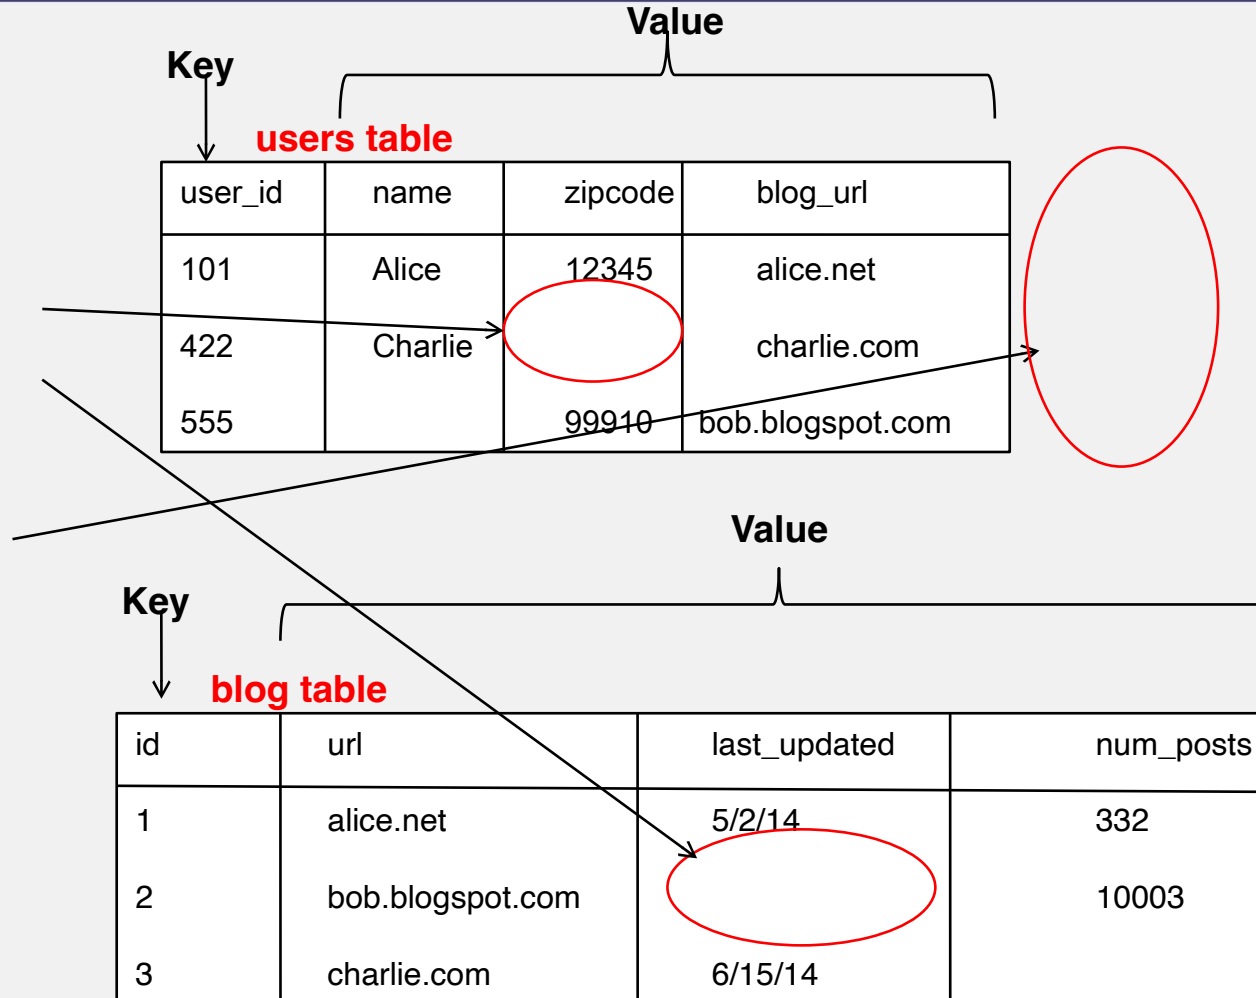 Value
Key
users table
user_id name zipcode blog_url
101 Alice 12345 alice.net
422 Charlie charlie.com
555 99910 bob.blogspot.com
Value
Key
blog table
id url last_updated num_posts
1 alice.net 5/2/14 332
2 bob.blogspot.com 10003
3 charlie.com 6/15/14